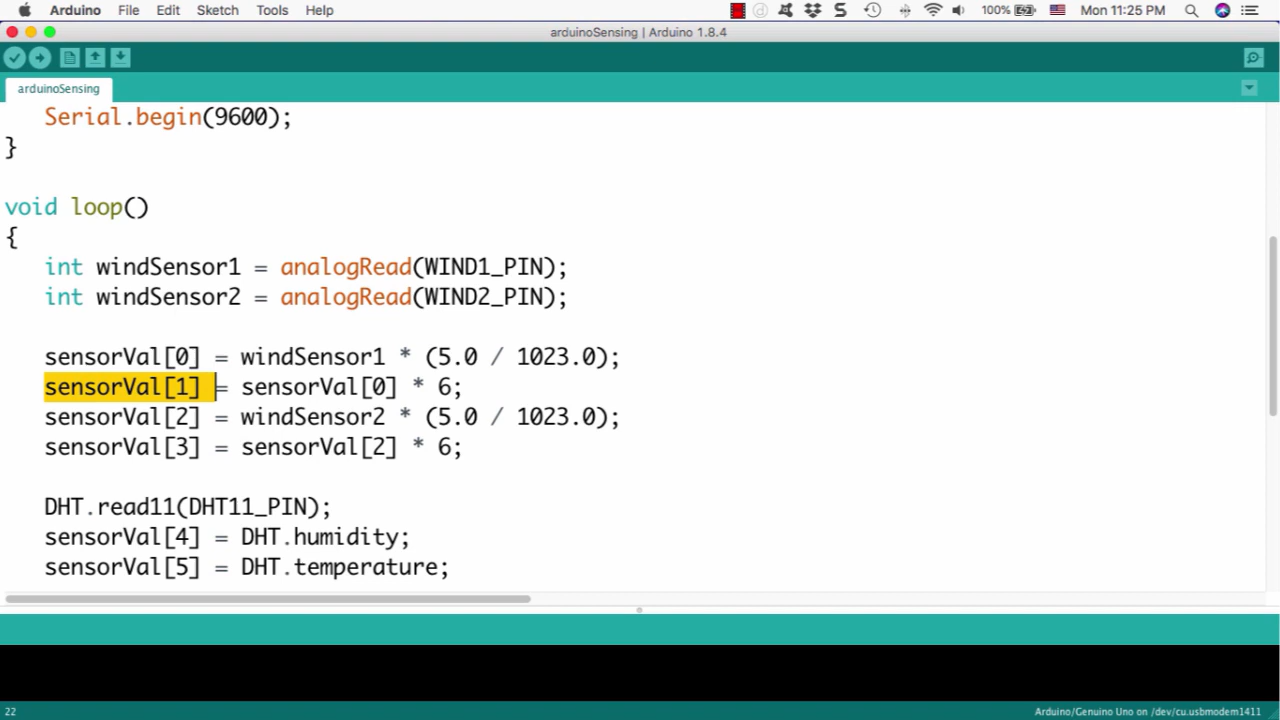 Arduino File Edit Sketch Tools Help 100% Mon 11:25 PM
arduinoSensing | Arduino 1.8.4
arduinoSensing
Serial.begin(9600);
}
void loop()
{
int windSensor1 = analogRead(WIND1_PIN);
int windSensor2 = analogRead(WIND2_PIN);
sensorVal[0] = windSensor1 * (5.0 / 1023.0);
sensorVal[1] = sensorVal[0] * 6;
sensorVal[2] = windSensor2 * (5.0 / 1023.0);
sensorVal[3] = sensorVal[2] * 6;
DHT.read11(DHT11_PIN);
sensorVal[4] = DHT.humidity;
sensorVal[5] = DHT.temperature;
22 Arduino/Genuino Uno on /dev/cu.usbmodem1411